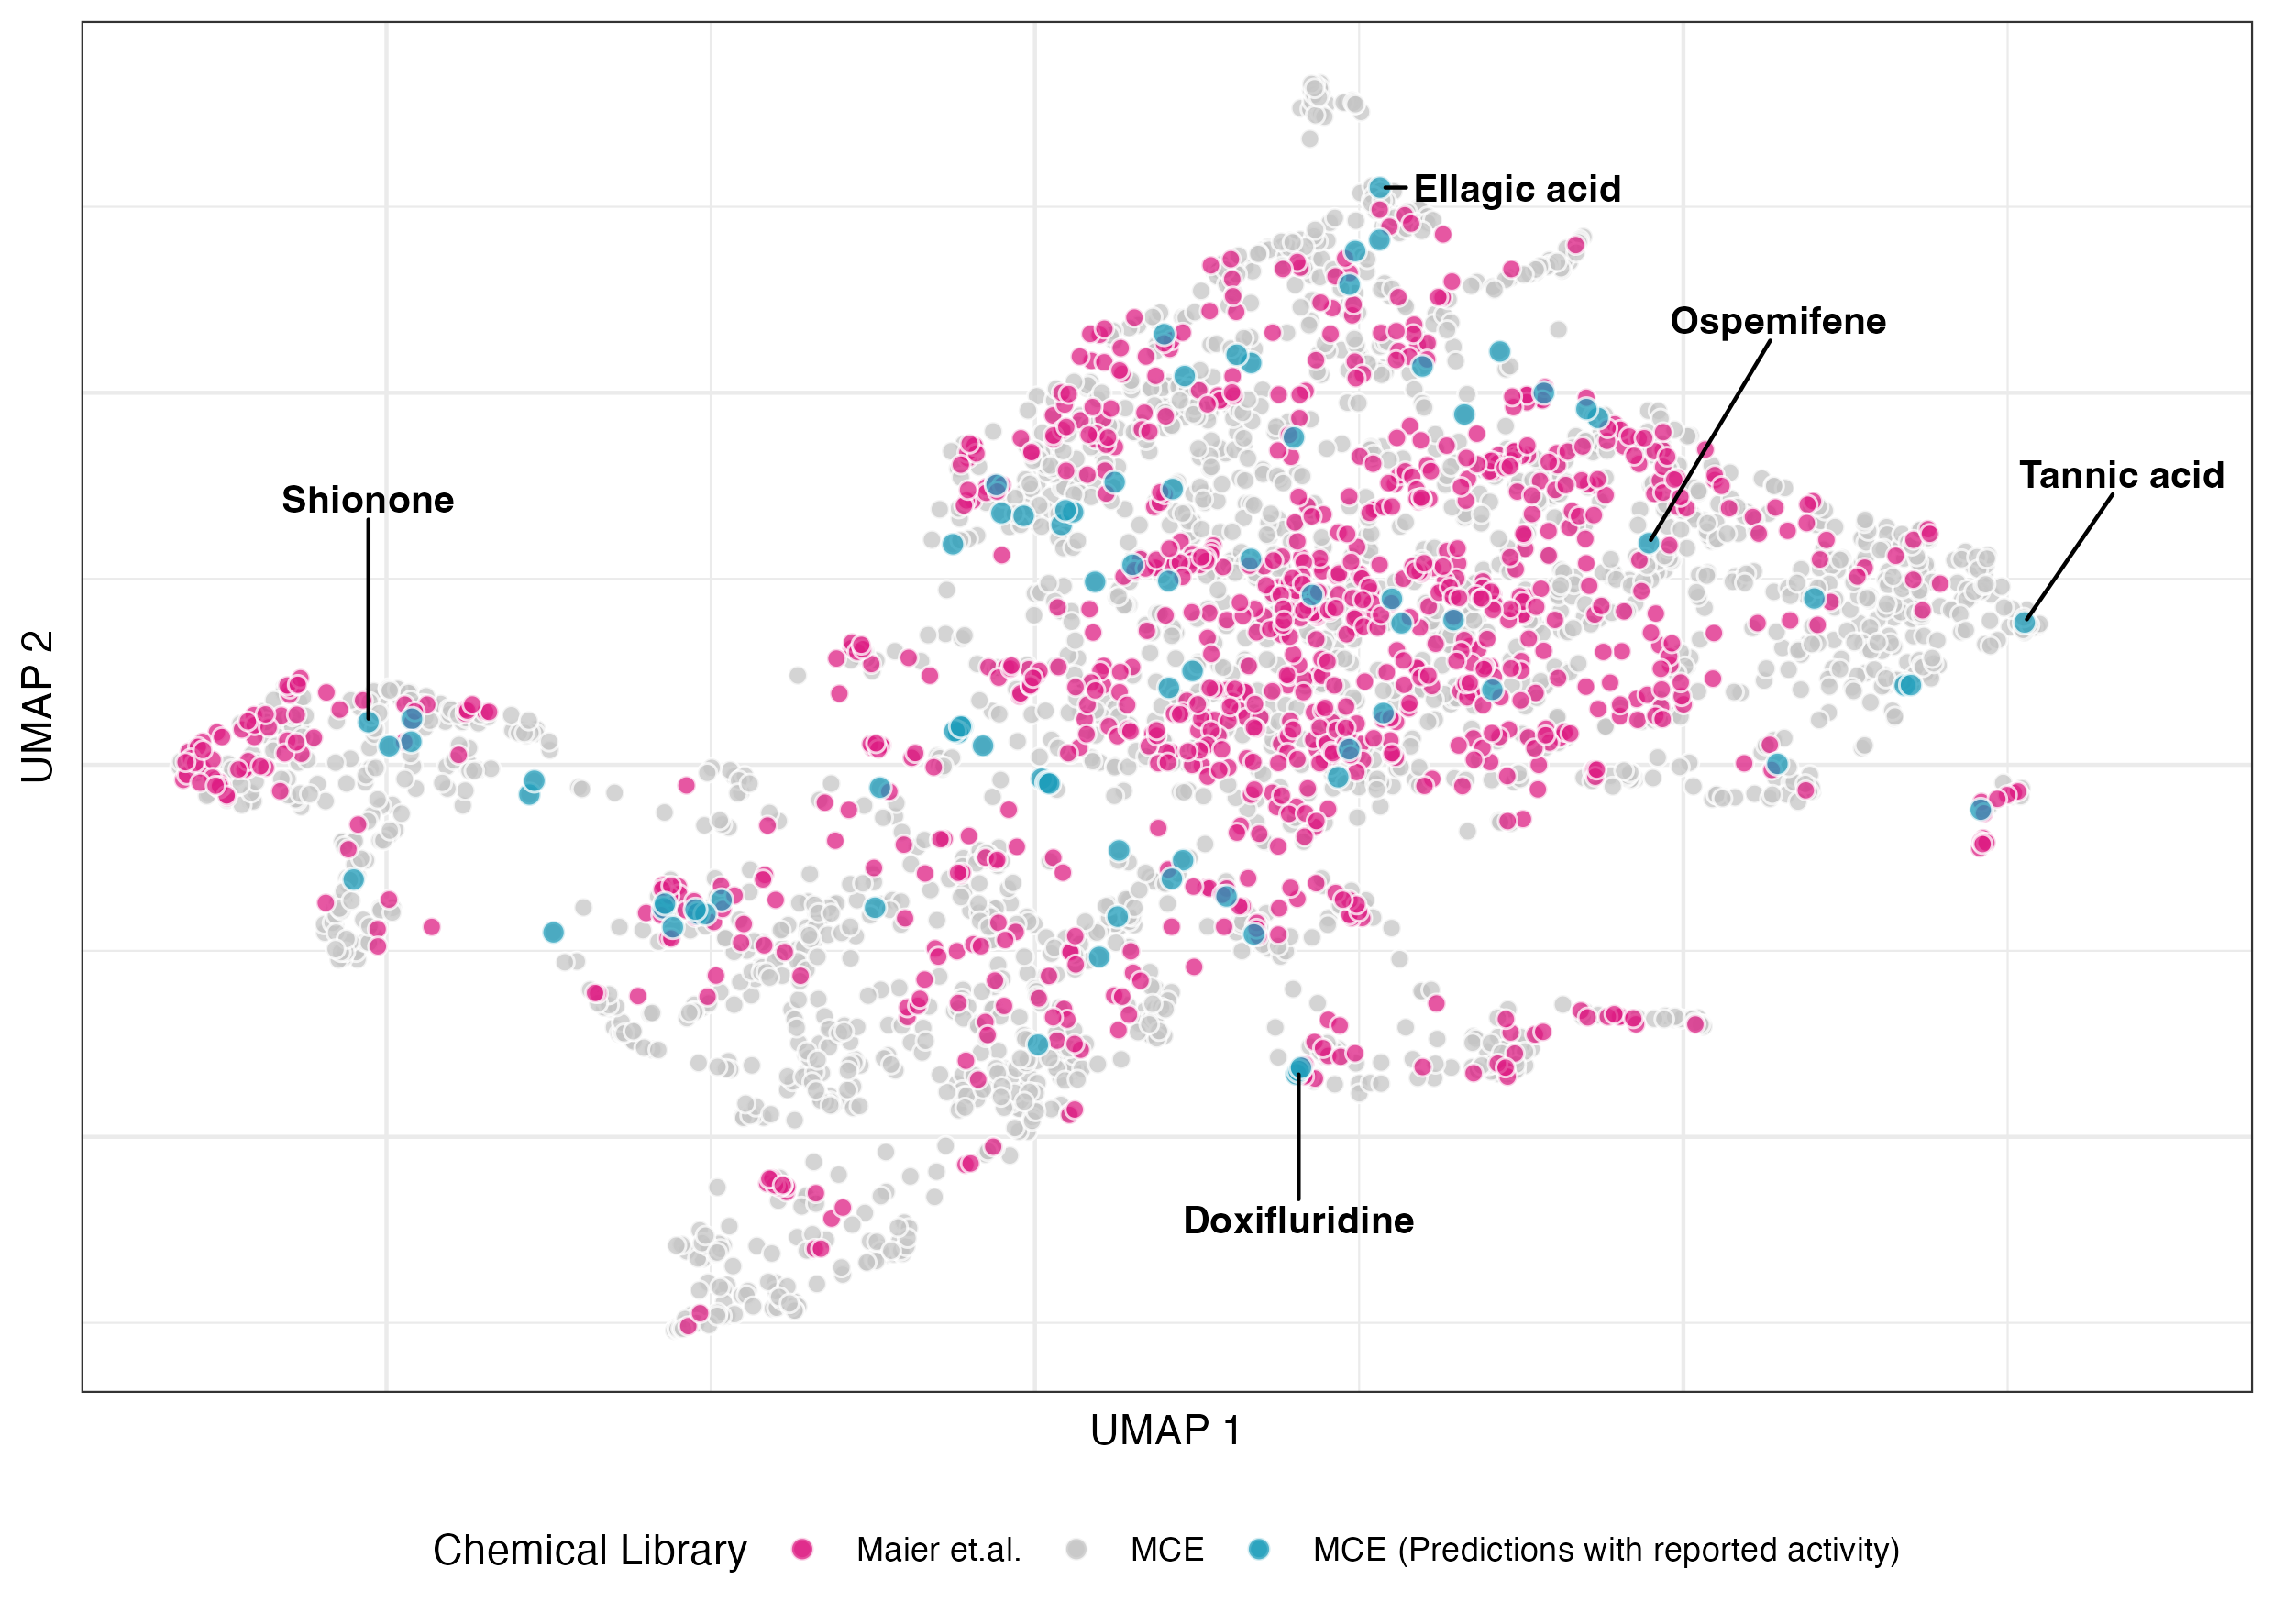 Ellagic acid
Ospemifene
Tannic acid
Shionone
Doxifluridine
UMAP 2
UMAP 1
Chemical Library Maier et.al. MCE MCE (Predictions with reported activity)